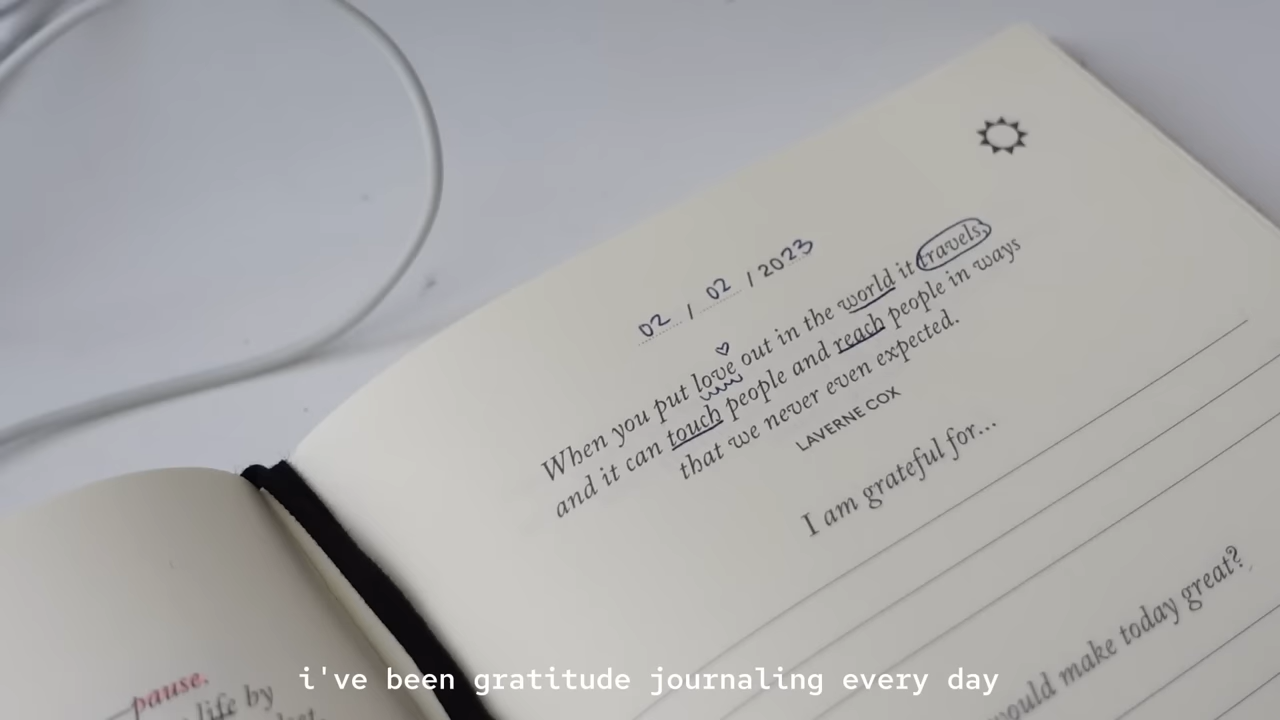 02 / 02 / 2023
When you put love out in the world it travels,
and it can touch people and reach people in ways
that we never even expected.
LAVERNE COX
I am grateful for...
would make today great?
pause.
life by
i've been gratitude journaling every day